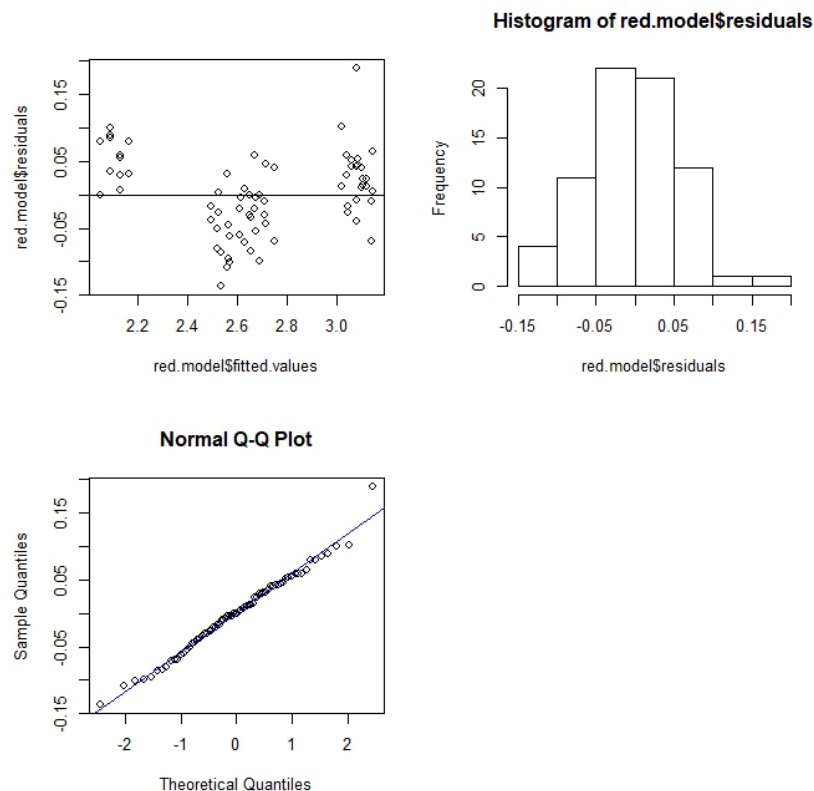 Histogram of red.model$residuals
red.model$residuals
-0.15 -0.05 0.05 0.15
2.2 2.4 2.6 2.8 3.0
red.model$fitted.values
Frequency
0 5 10 15 20
-0.15 -0.05 0.05 0.15
red.model$residuals
Normal Q-Q Plot
Sample Quantiles
-0.15 -0.05 0.05 0.15
-2 -1 0 1 2
Theoretical Quantiles